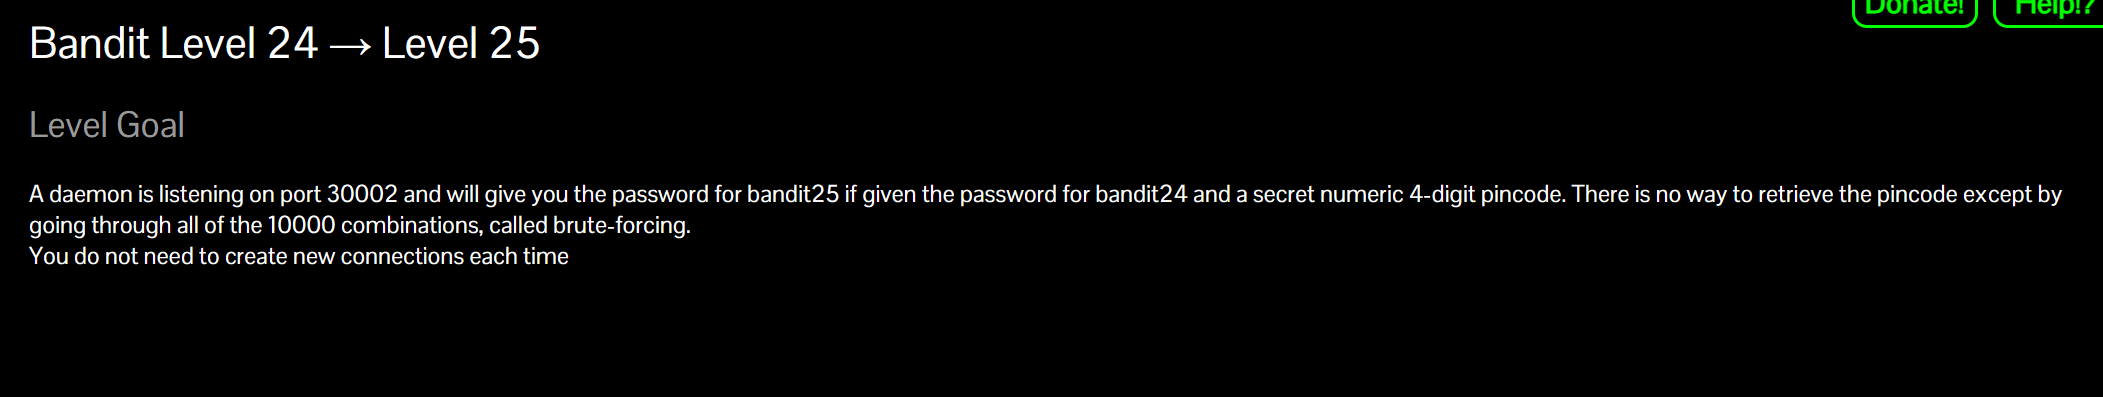 Donate! Help!?
Bandit Level 24 → Level 25
Level Goal
A daemon is listening on port 30002 and will give you the password for bandit25 if given the password for bandit24 and a secret numeric 4-digit pincode. There is no way to retrieve the pincode except by
going through all of the 10000 combinations, called brute-forcing.
You do not need to create new connections each time